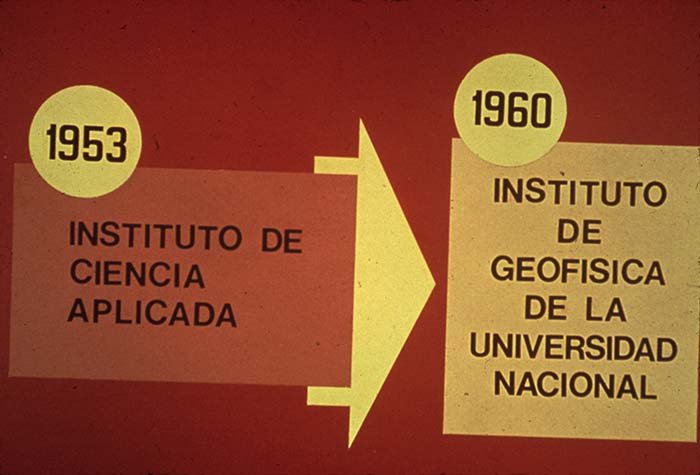 1953
INSTITUTO DE
CIENCIA
APLICADA
1960
INSTITUTO
DE
GEOFISICA
DE LA
UNIVERSIDAD
NACIONAL